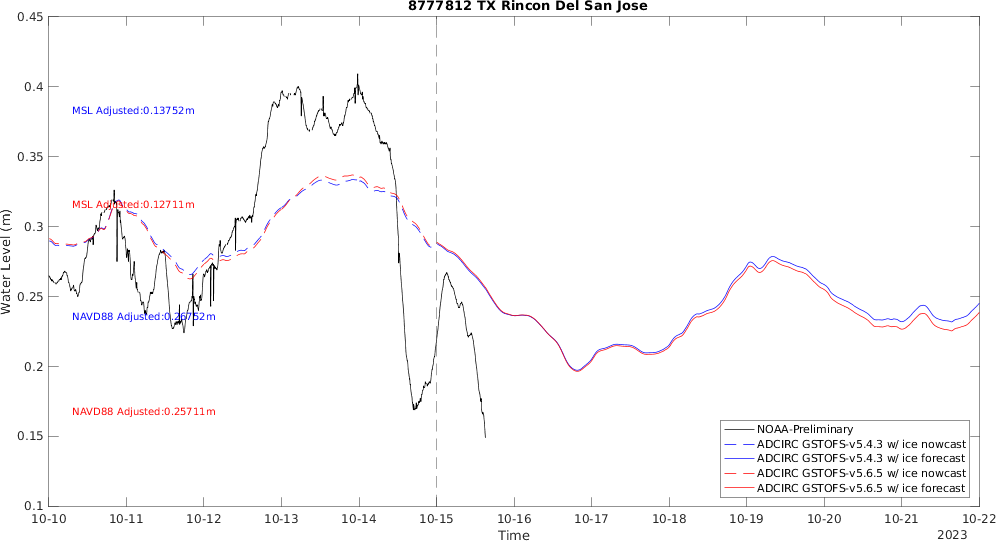 8777812 TX Rincon Del San Jose
Water Level (m)
0.45
0.4
0.35
0.3
0.25
0.2
0.15
0.1
MSL Adjusted:0.13752m
MSL Adjusted:0.12711m
NAVD88 Adjusted:0.26752m
NAVD88 Adjusted:0.25711m
NOAA-Preliminary
ADCIRC GSTOFS-v5.4.3 w/ ice nowcast
ADCIRC GSTOFS-v5.4.3 w/ ice forecast
ADCIRC GSTOFS-v5.6.5 w/ ice nowcast
ADCIRC GSTOFS-v5.6.5 w/ ice forecast
10-10 10-11 10-12 10-13 10-14 10-15 10-16 10-17 10-18 10-19 10-20 10-21 10-22
Time
2023